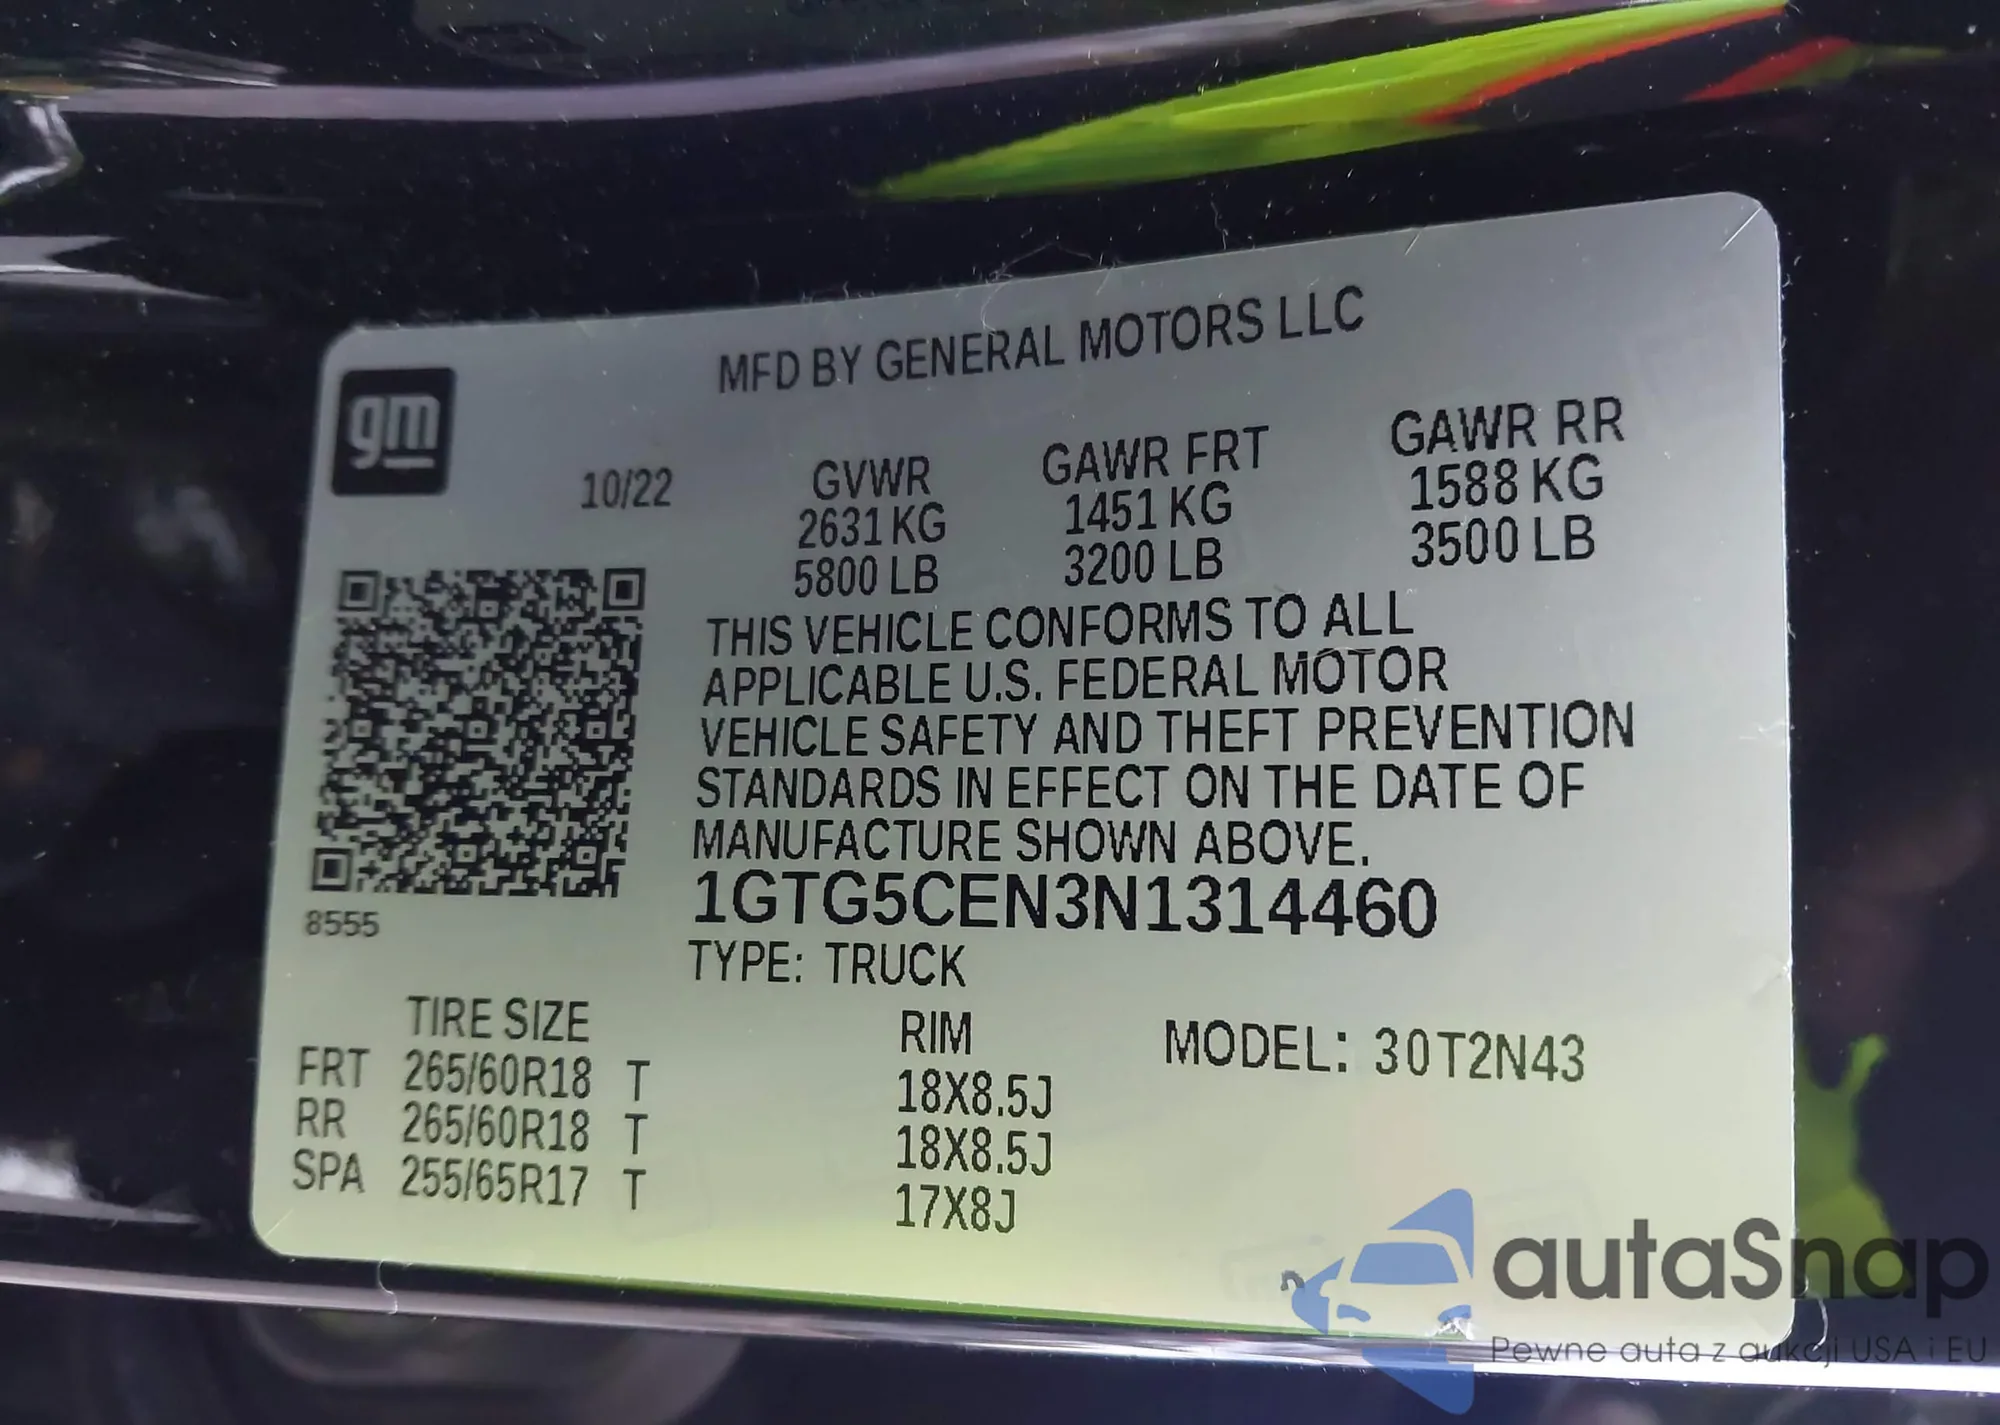 MFD BY GENERAL MOTORS LLC
gm
10/22
GVWR
2631 KG
5800 LB
GAWR FRT
1451 KG
3200 LB
GAWR RR
1588 KG
3500 LB
THIS VEHICLE CONFORMS TO ALL
APPLICABLE U.S. FEDERAL MOTOR
VEHICLE SAFETY AND THEFT PREVENTION
STANDARDS IN EFFECT ON THE DATE OF
MANUFACTURE SHOWN ABOVE.
8555
1GTG5CEN3N1314460
TYPE: TRUCK
TIRE SIZE RIM MODEL: 30T2N43
FRT 265/60R18 T 18X8.5J
RR 265/60R18 T 18X8.5J
SPA 255/65R17 T 17X8J
autaSnap
Pewne auta z aukcji USA i EU